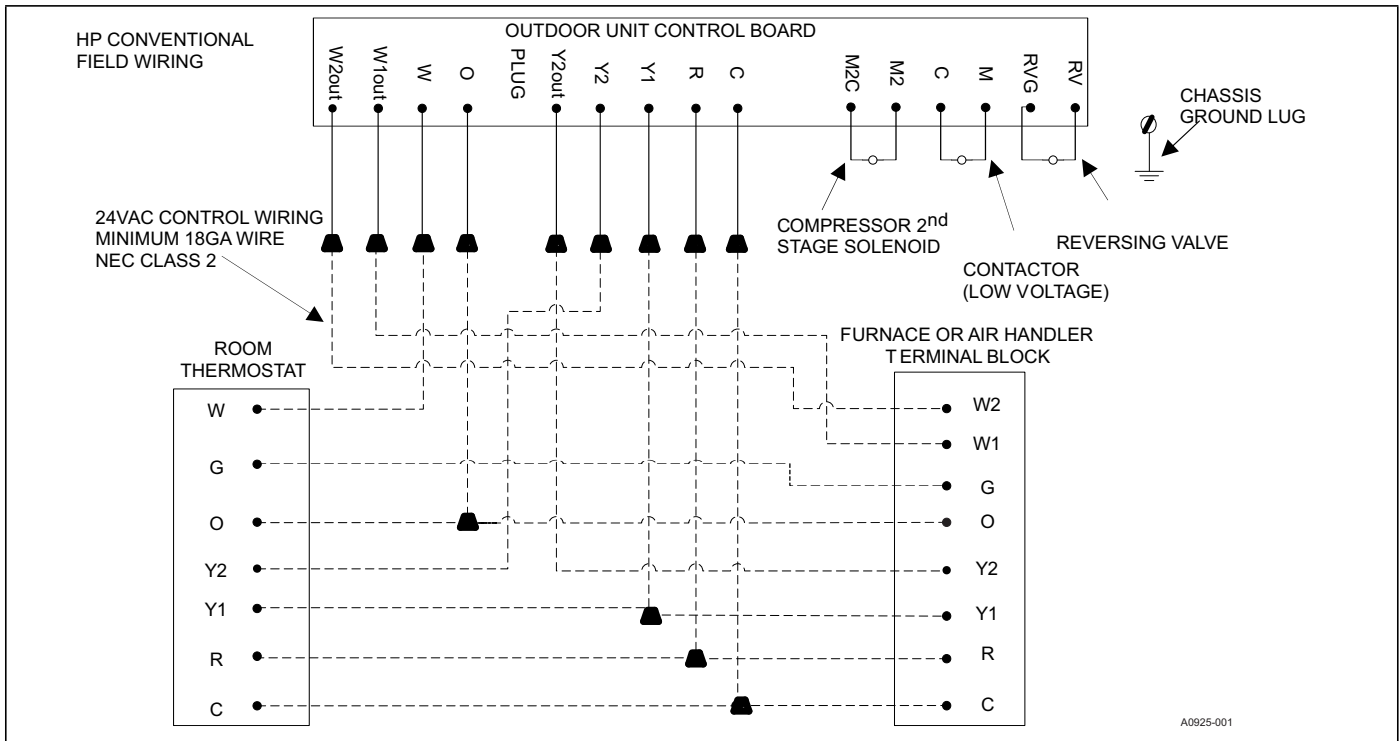 HP CONVENTIONAL
FIELD WIRING
OUTDOOR UNIT CONTROL BOARD
W2out
W1out
W
O
PLUG
Y2out
Y2
Y1
R
C
M2C
M2
C
M
RVG
RV
CHASSIS
GROUND LUG
24VAC CONTROL WIRING
MINIMUM 18GA WIRE
NEC CLASS 2
COMPRESSOR 2nd
STAGE SOLENOID
REVERSING VALVE
CONTACTOR
(LOW VOLTAGE)
ROOM
THERMOSTAT
W
G
O
Y2
Y1
R
C
FURNACE OR AIR HANDLER
TERMINAL BLOCK
W2
W1
G
O
Y2
Y1
R
C
A0925-001